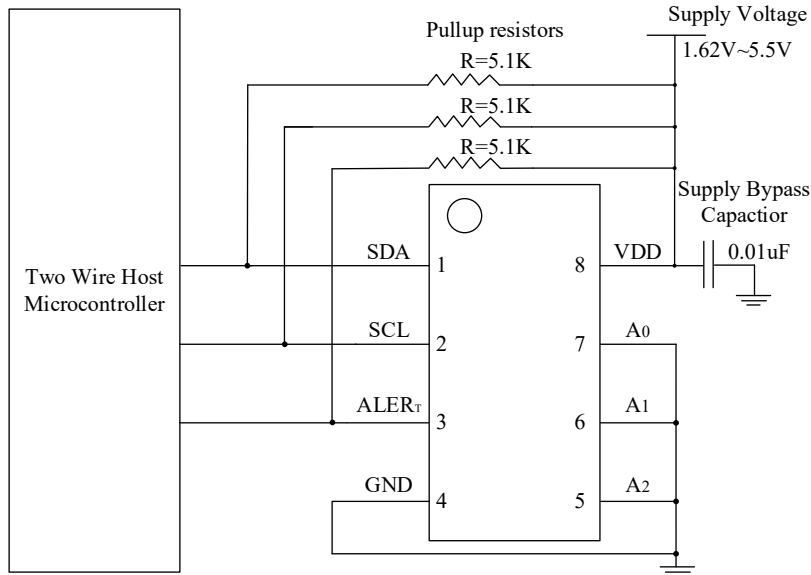 Supply Voltage
1.62V~5.5V
Pullup resistors
R=5.1K
R=5.1K
R=5.1K
Supply Bypass
Capactior
0.01uF
Two Wire Host
Microcontroller
SDA 1 8 VDD
SCL 2 7 A0
ALERT 3 6 A1
GND 4 5 A2